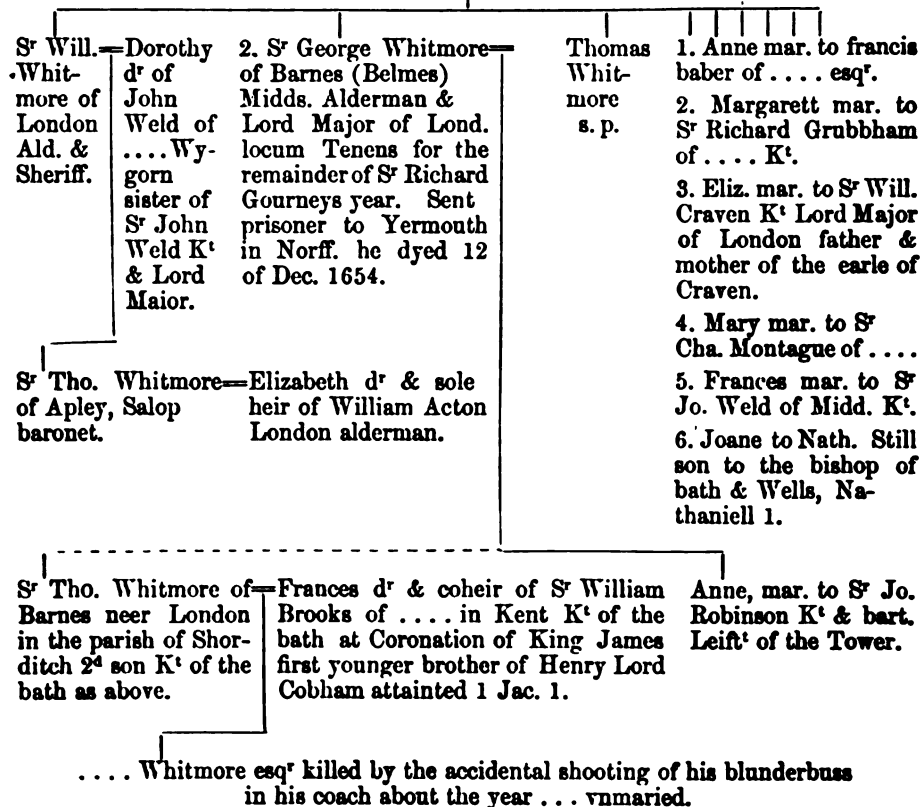 Sʳ Will.
Whit-
more of
London
Ald. &
Sheriff.
Dorothy
dʳ of
John
Weld of
....Wy-
gorn
sister of
Sʳ John
Weld Kᵗ
& Lord
Maior.
2. Sʳ George Whitmore
of Barnes (Belmes)
Midds. Alderman &
Lord Major of Lond.
locum Tenens for the
remainder of Sʳ Richard
Gourneys year. Sent
prisoner to Yermouth
in Norff. he dyed 12
of Dec. 1654.
Thomas
Whit-
more
s. p.
1. Anne mar. to francis
baber of .... esqʳ.
2. Margarett mar. to
Sʳ Richard Grubbham
of .... Kᵗ.
3. Eliz. mar. to Sʳ Will.
Craven Kᵗ Lord Major
of London father &
mother of the earle of
Craven.
4. Mary mar. to Sʳ
Cha. Montague of ....
5. Frances mar. to Sʳ
Jo. Weld of Midd. Kᵗ.
6. Joane to Nath. Still
son to the bishop of
bath & Wells, Na-
thaniell 1.
Sʳ Tho. Whitmore
of Apley, Salop
baronet.
Elizabeth dʳ & sole
heir of William Acton
London alderman.
Sʳ Tho. Whitmore of
Barnes neer London
in the parish of Shor-
ditch 2ᵈ son Kᵗ of the
bath as above.
Frances dʳ & coheir of Sʳ William
Brooks of .... in Kent Kᵗ of the
bath at Coronation of King James
first younger brother of Henry Lord
Cobham attainted 1 Jac. 1.
Anne, mar. to Sʳ Jo.
Robinson Kᵗ & bart.
Leiftᵗ of the Tower.
.... Whitmore esqʳ killed by the accidental shooting of his blunderbuss
in his coach about the year ... vnmaried.